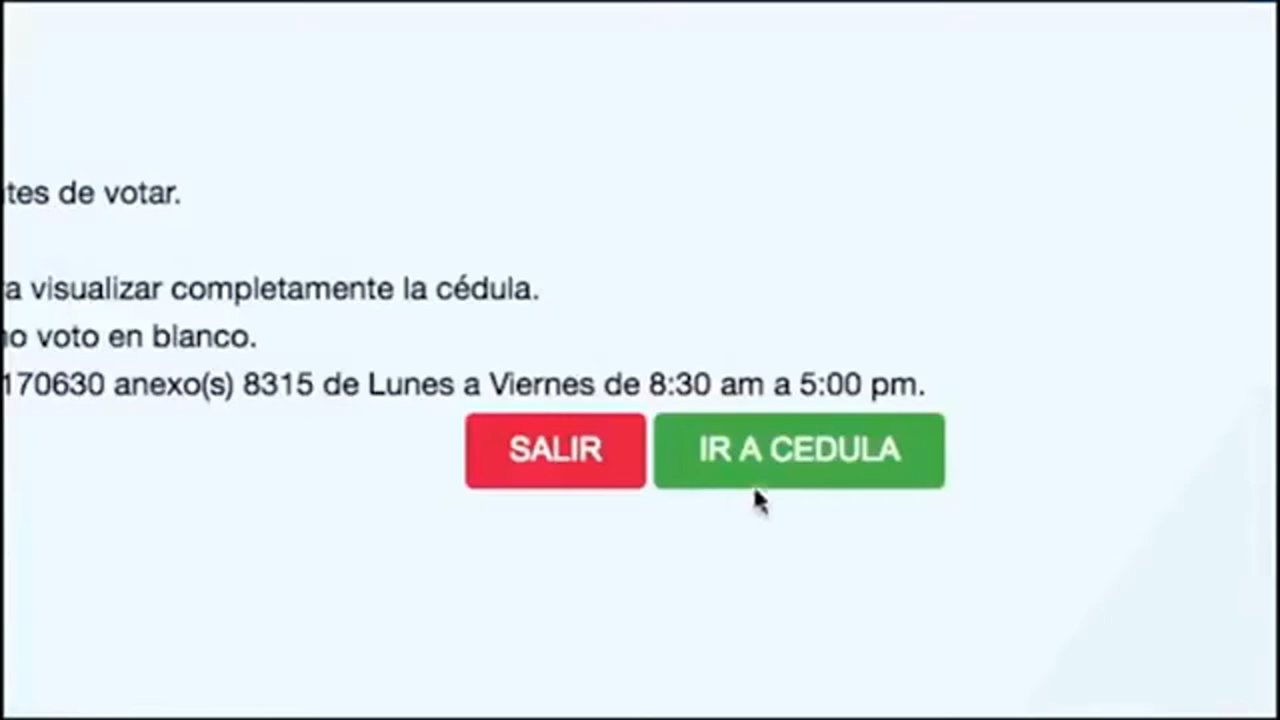 tes de votar.
a visualizar completamente la cédula.
no voto en blanco.
170630 anexo(s) 8315 de Lunes a Viernes de 8:30 am a 5:00 pm.
SALIR
IR A CEDULA